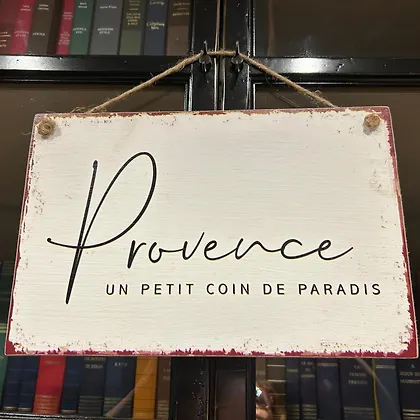 Provence
UN PETIT COIN DE PARADIS